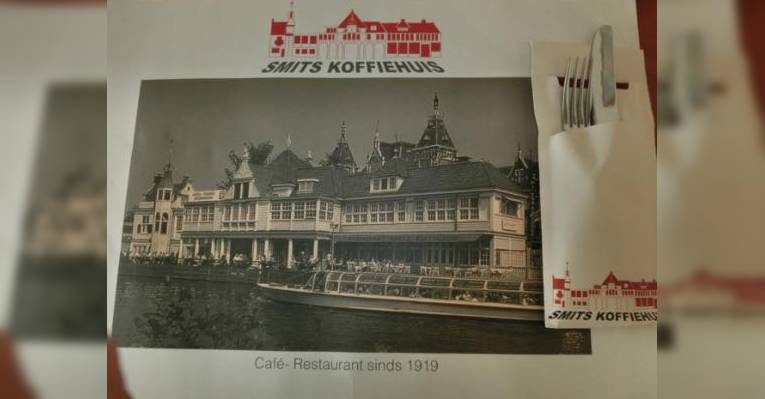 SMITS KOFFIEHUIS
SMITS KOFFIEHUIS
Café- Restaurant sinds 1919